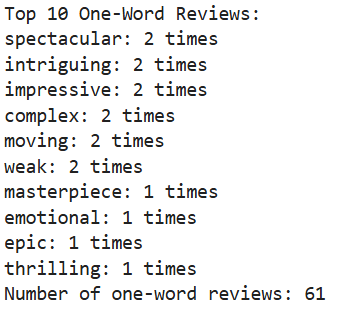 Top 10 One-Word Reviews:
spectacular: 2 times
intriguing: 2 times
impressive: 2 times
complex: 2 times
moving: 2 times
weak: 2 times
masterpiece: 1 times
emotional: 1 times
epic: 1 times
thrilling: 1 times
Number of one-word reviews: 61